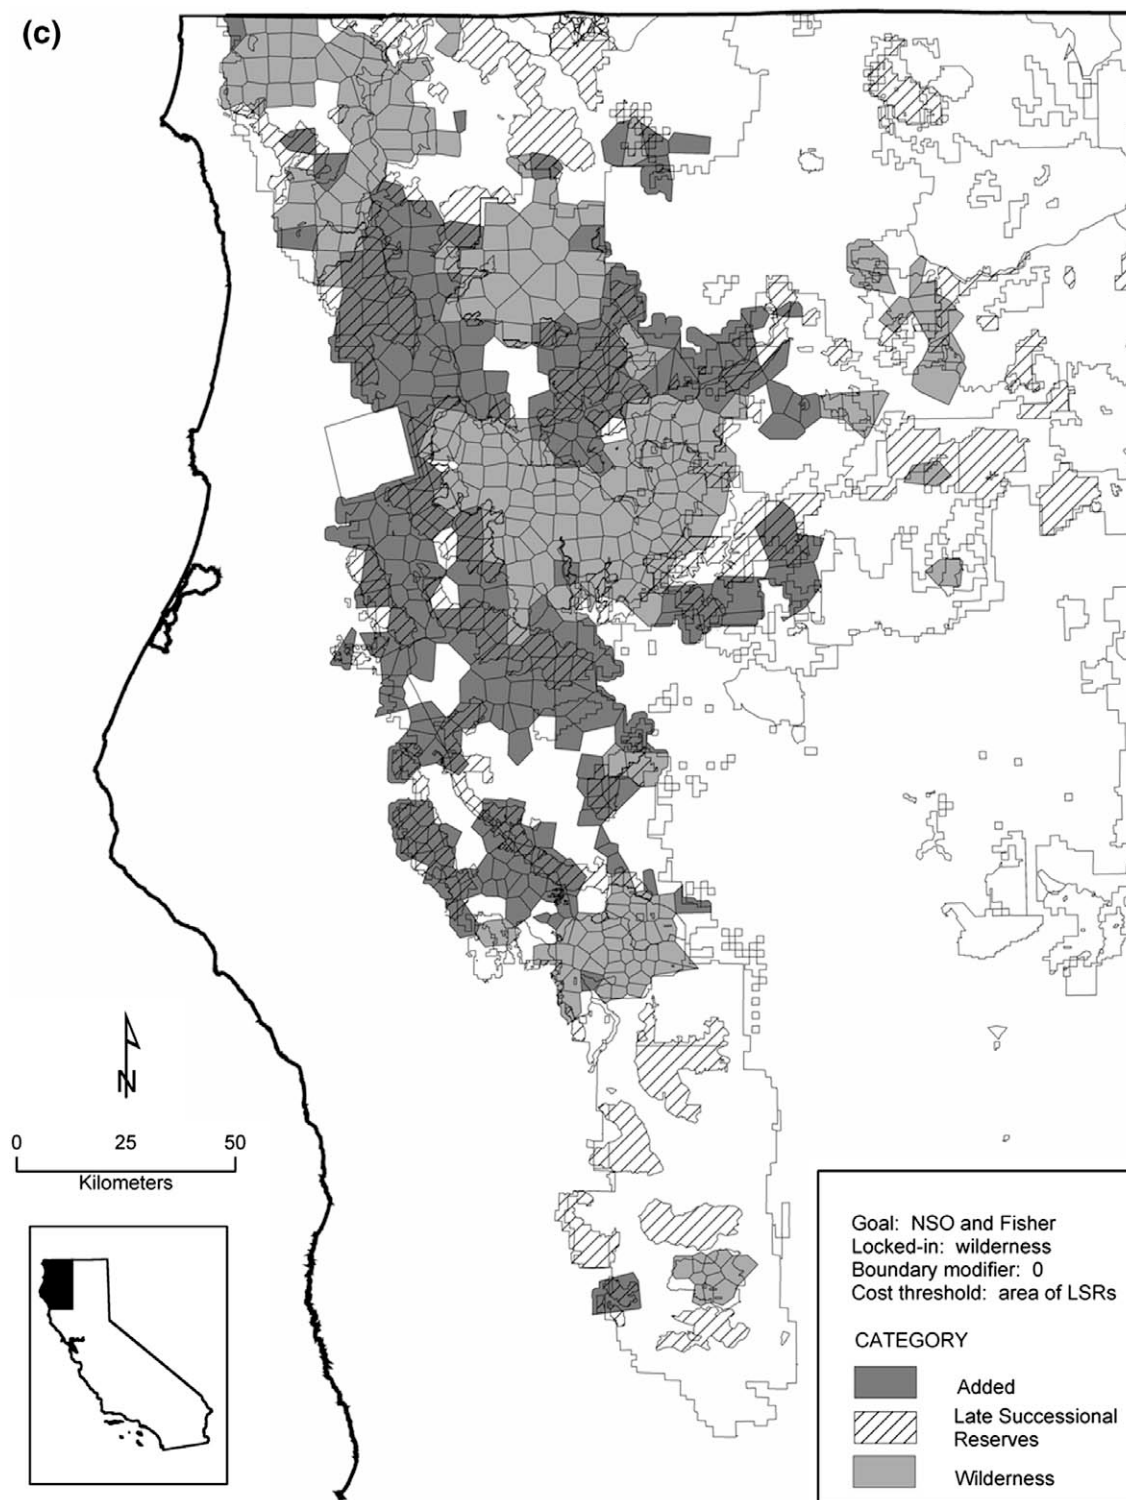 (c)
N
0 25 50
Kilometers
Goal: NSO and Fisher
Locked-in: wilderness
Boundary modifier: 0
Cost threshold: area of LSRs
CATEGORY
Added
Late Successional
Reserves
Wilderness